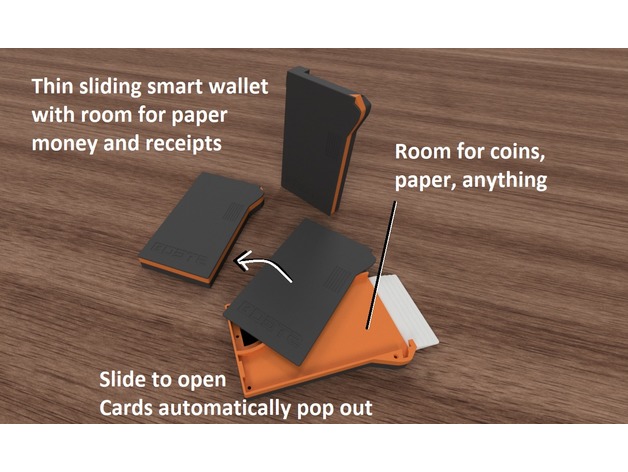 Thin sliding smart wallet
with room for paper
money and receipts
Room for coins,
paper, anything
Slide to open
Cards automatically pop out